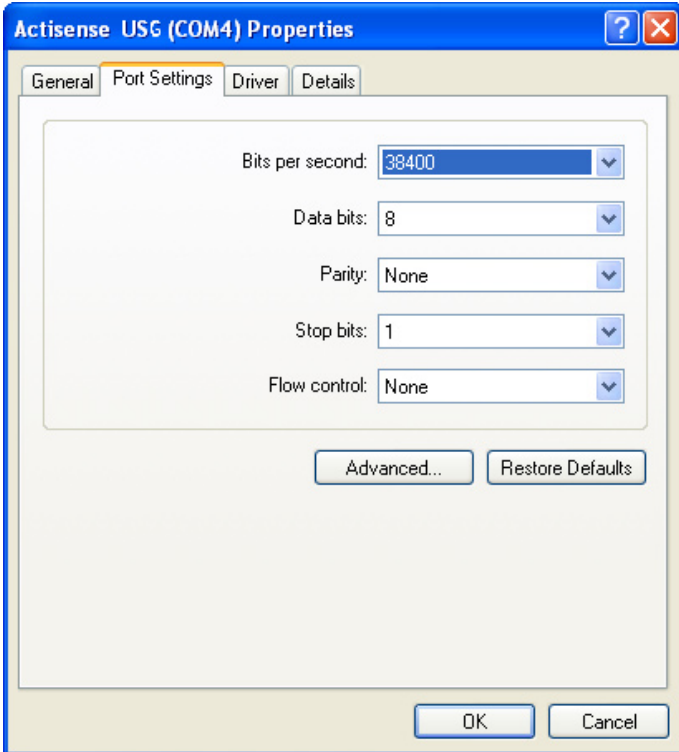 Actisense USG (COM4) Properties
General Port Settings Driver Details
Bits per second: 38400
Data bits: 8
Parity: None
Stop bits: 1
Flow control: None
Advanced... Restore Defaults
OK Cancel